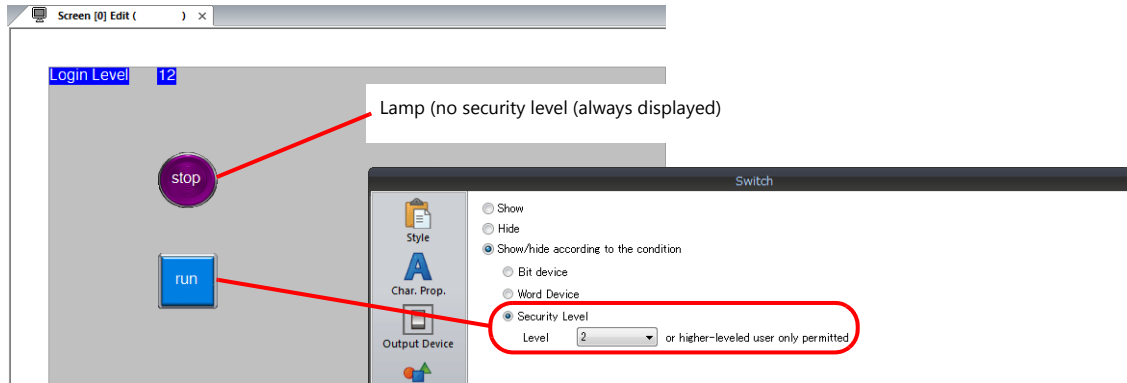 Screen [0] Edit (          ) ×
Login Level 12
Lamp (no security level (always displayed)
stop
Switch
Show
Style
Hide
Show/hide according to the condition
Bit device
run
Char. Prop.
Word Device
Security Level
Output Device
Level 2 or higher-leveled user only permitted